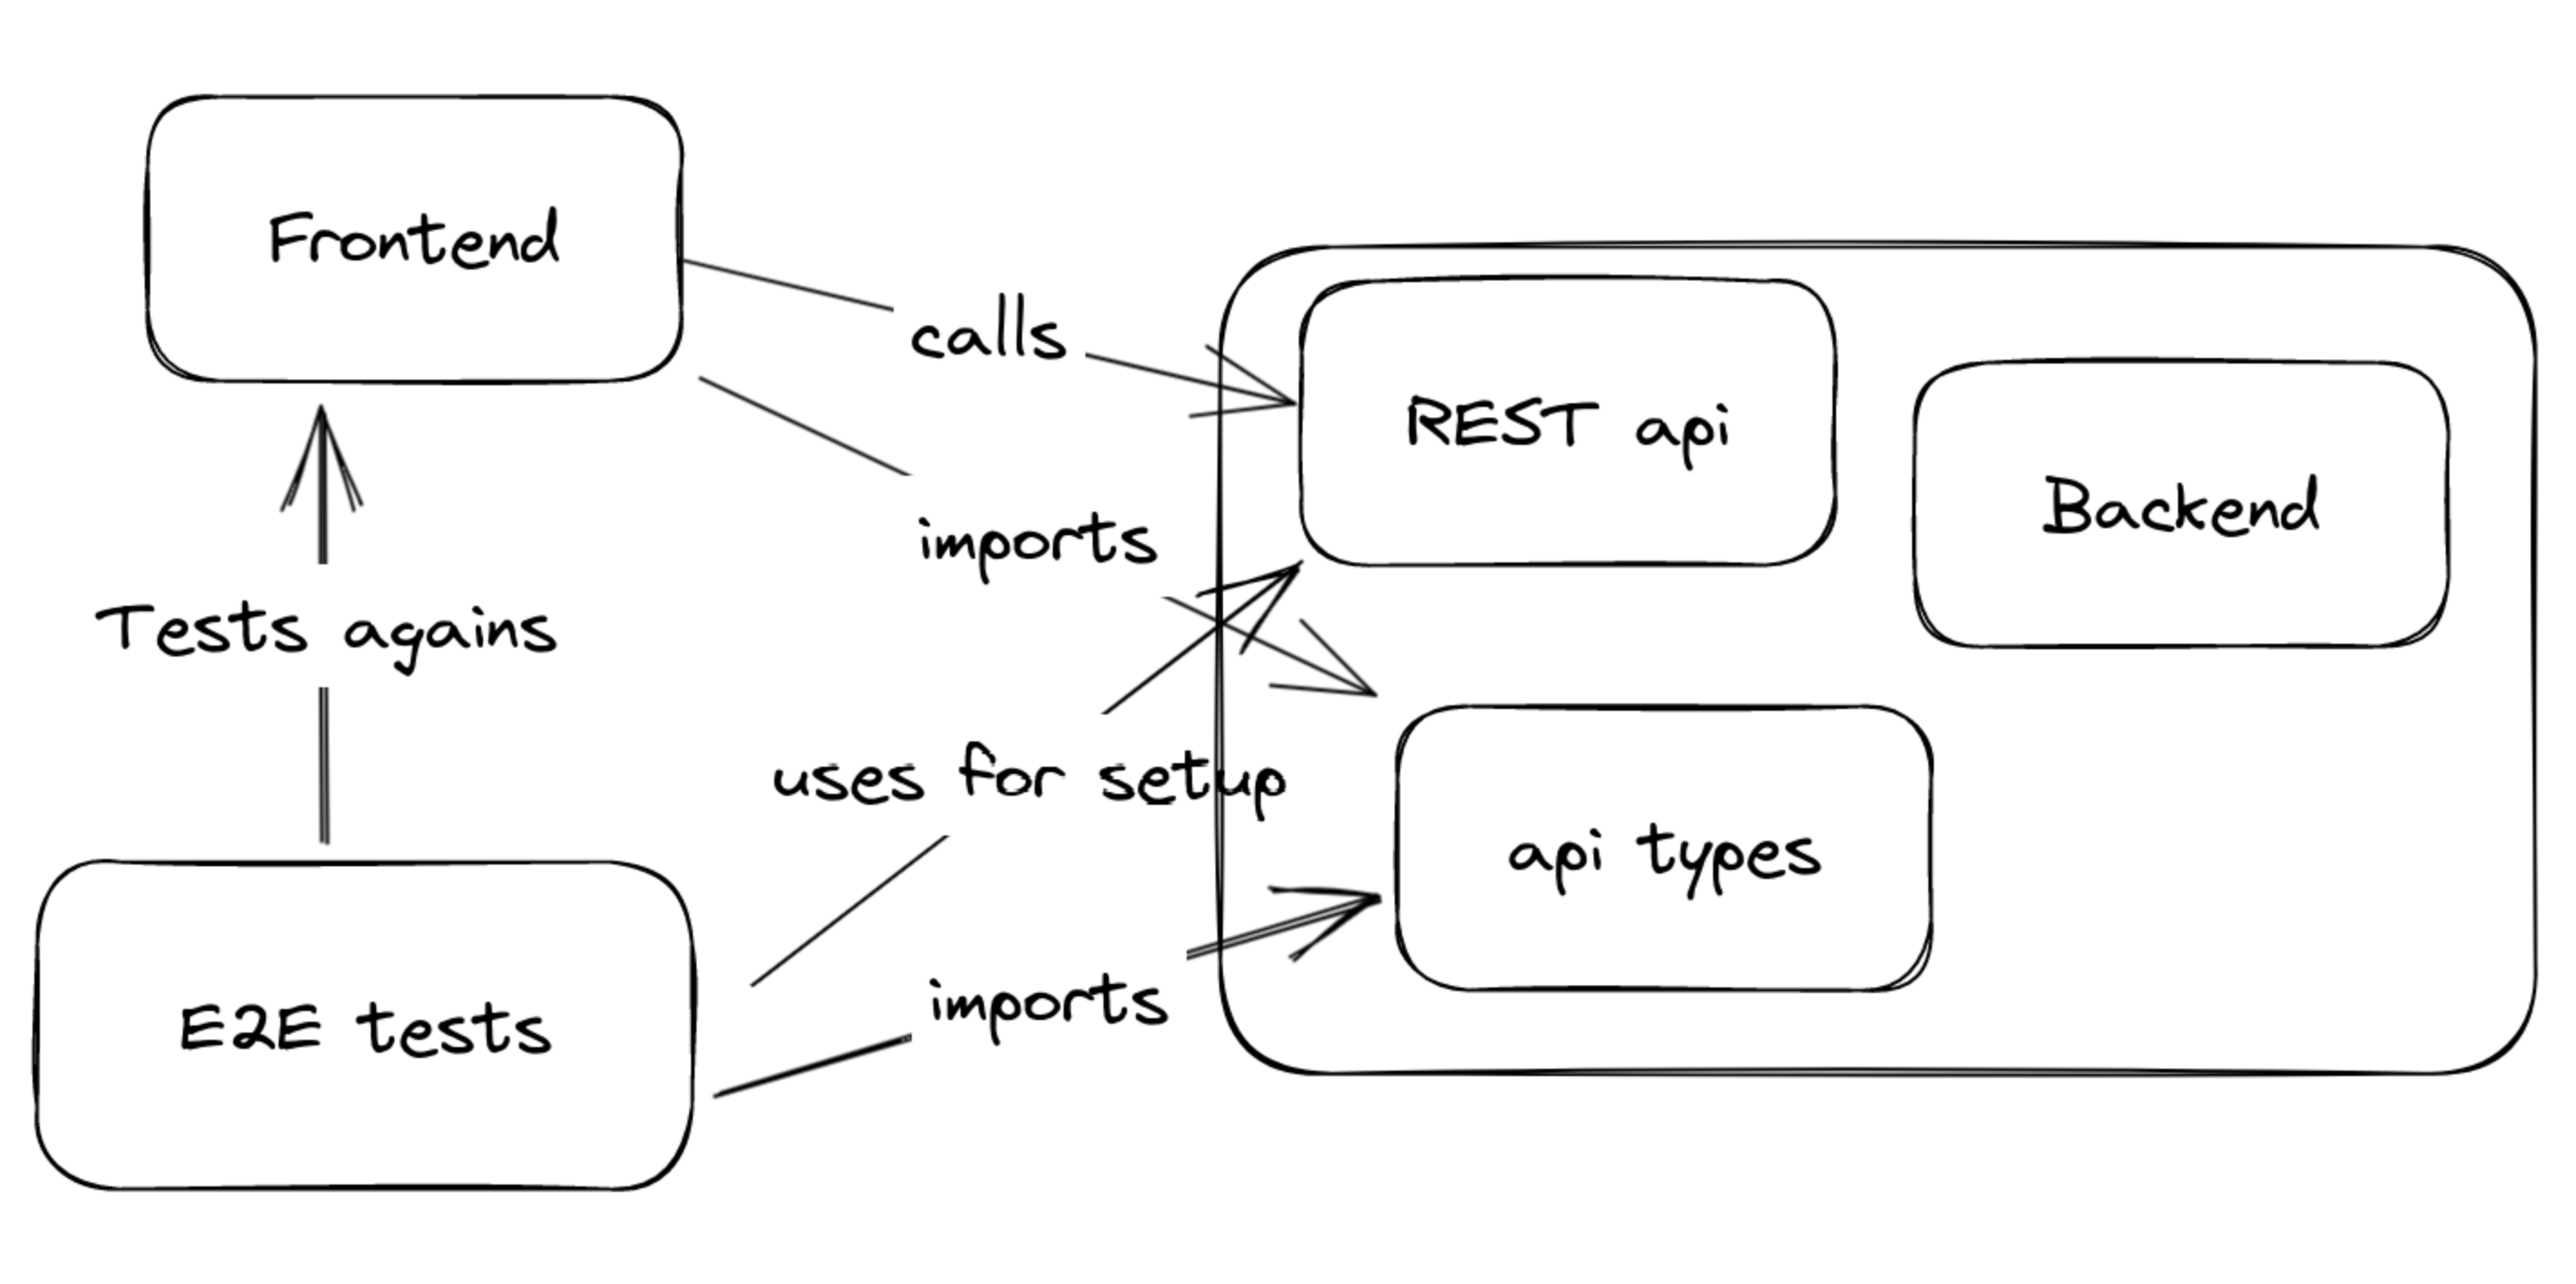 Frontend
calls
REST api
Backend
imports
Tests agains
uses for setup
api types
imports
E2E tests